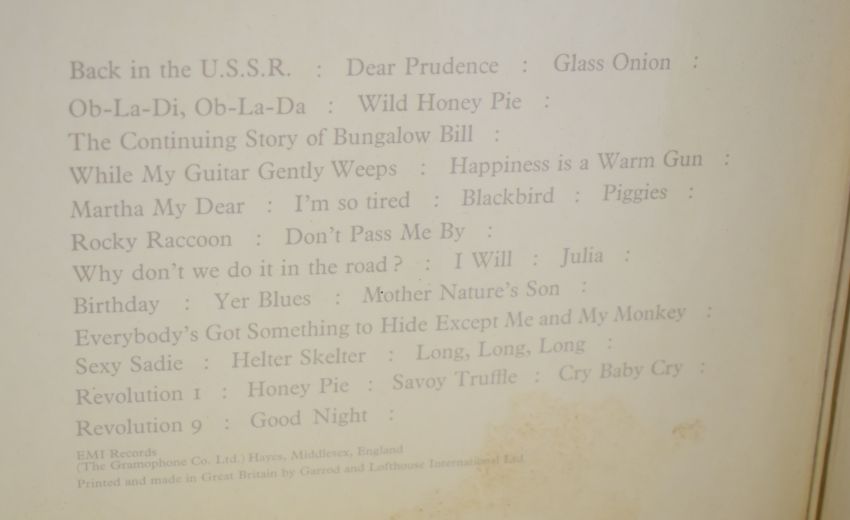 Back in the U.S.S.R. : Dear Prudence : Glass Onion :
Ob-La-Di, Ob-La-Da : Wild Honey Pie :
The Continuing Story of Bungalow Bill :
While My Guitar Gently Weeps : Happiness is a Warm Gun :
Martha My Dear : I'm so tired : Blackbird : Piggies :
Rocky Raccoon : Don't Pass Me By :
Why don't we do it in the road? : I Will : Julia :
Birthday : Yer Blues : Mother Nature's Son :
Everybody's Got Something to Hide Except Me and My Monkey :
Sexy Sadie : Helter Skelter : Long, Long, Long :
Revolution 1 : Honey Pie : Savoy Truffle : Cry Baby Cry :
Revolution 9 : Good Night :
EMI Records
(The Gramophone Co. Ltd.) Hayes, Middlesex, England
Printed and made in Great Britain by Garrod and Lofthouse International Ltd.